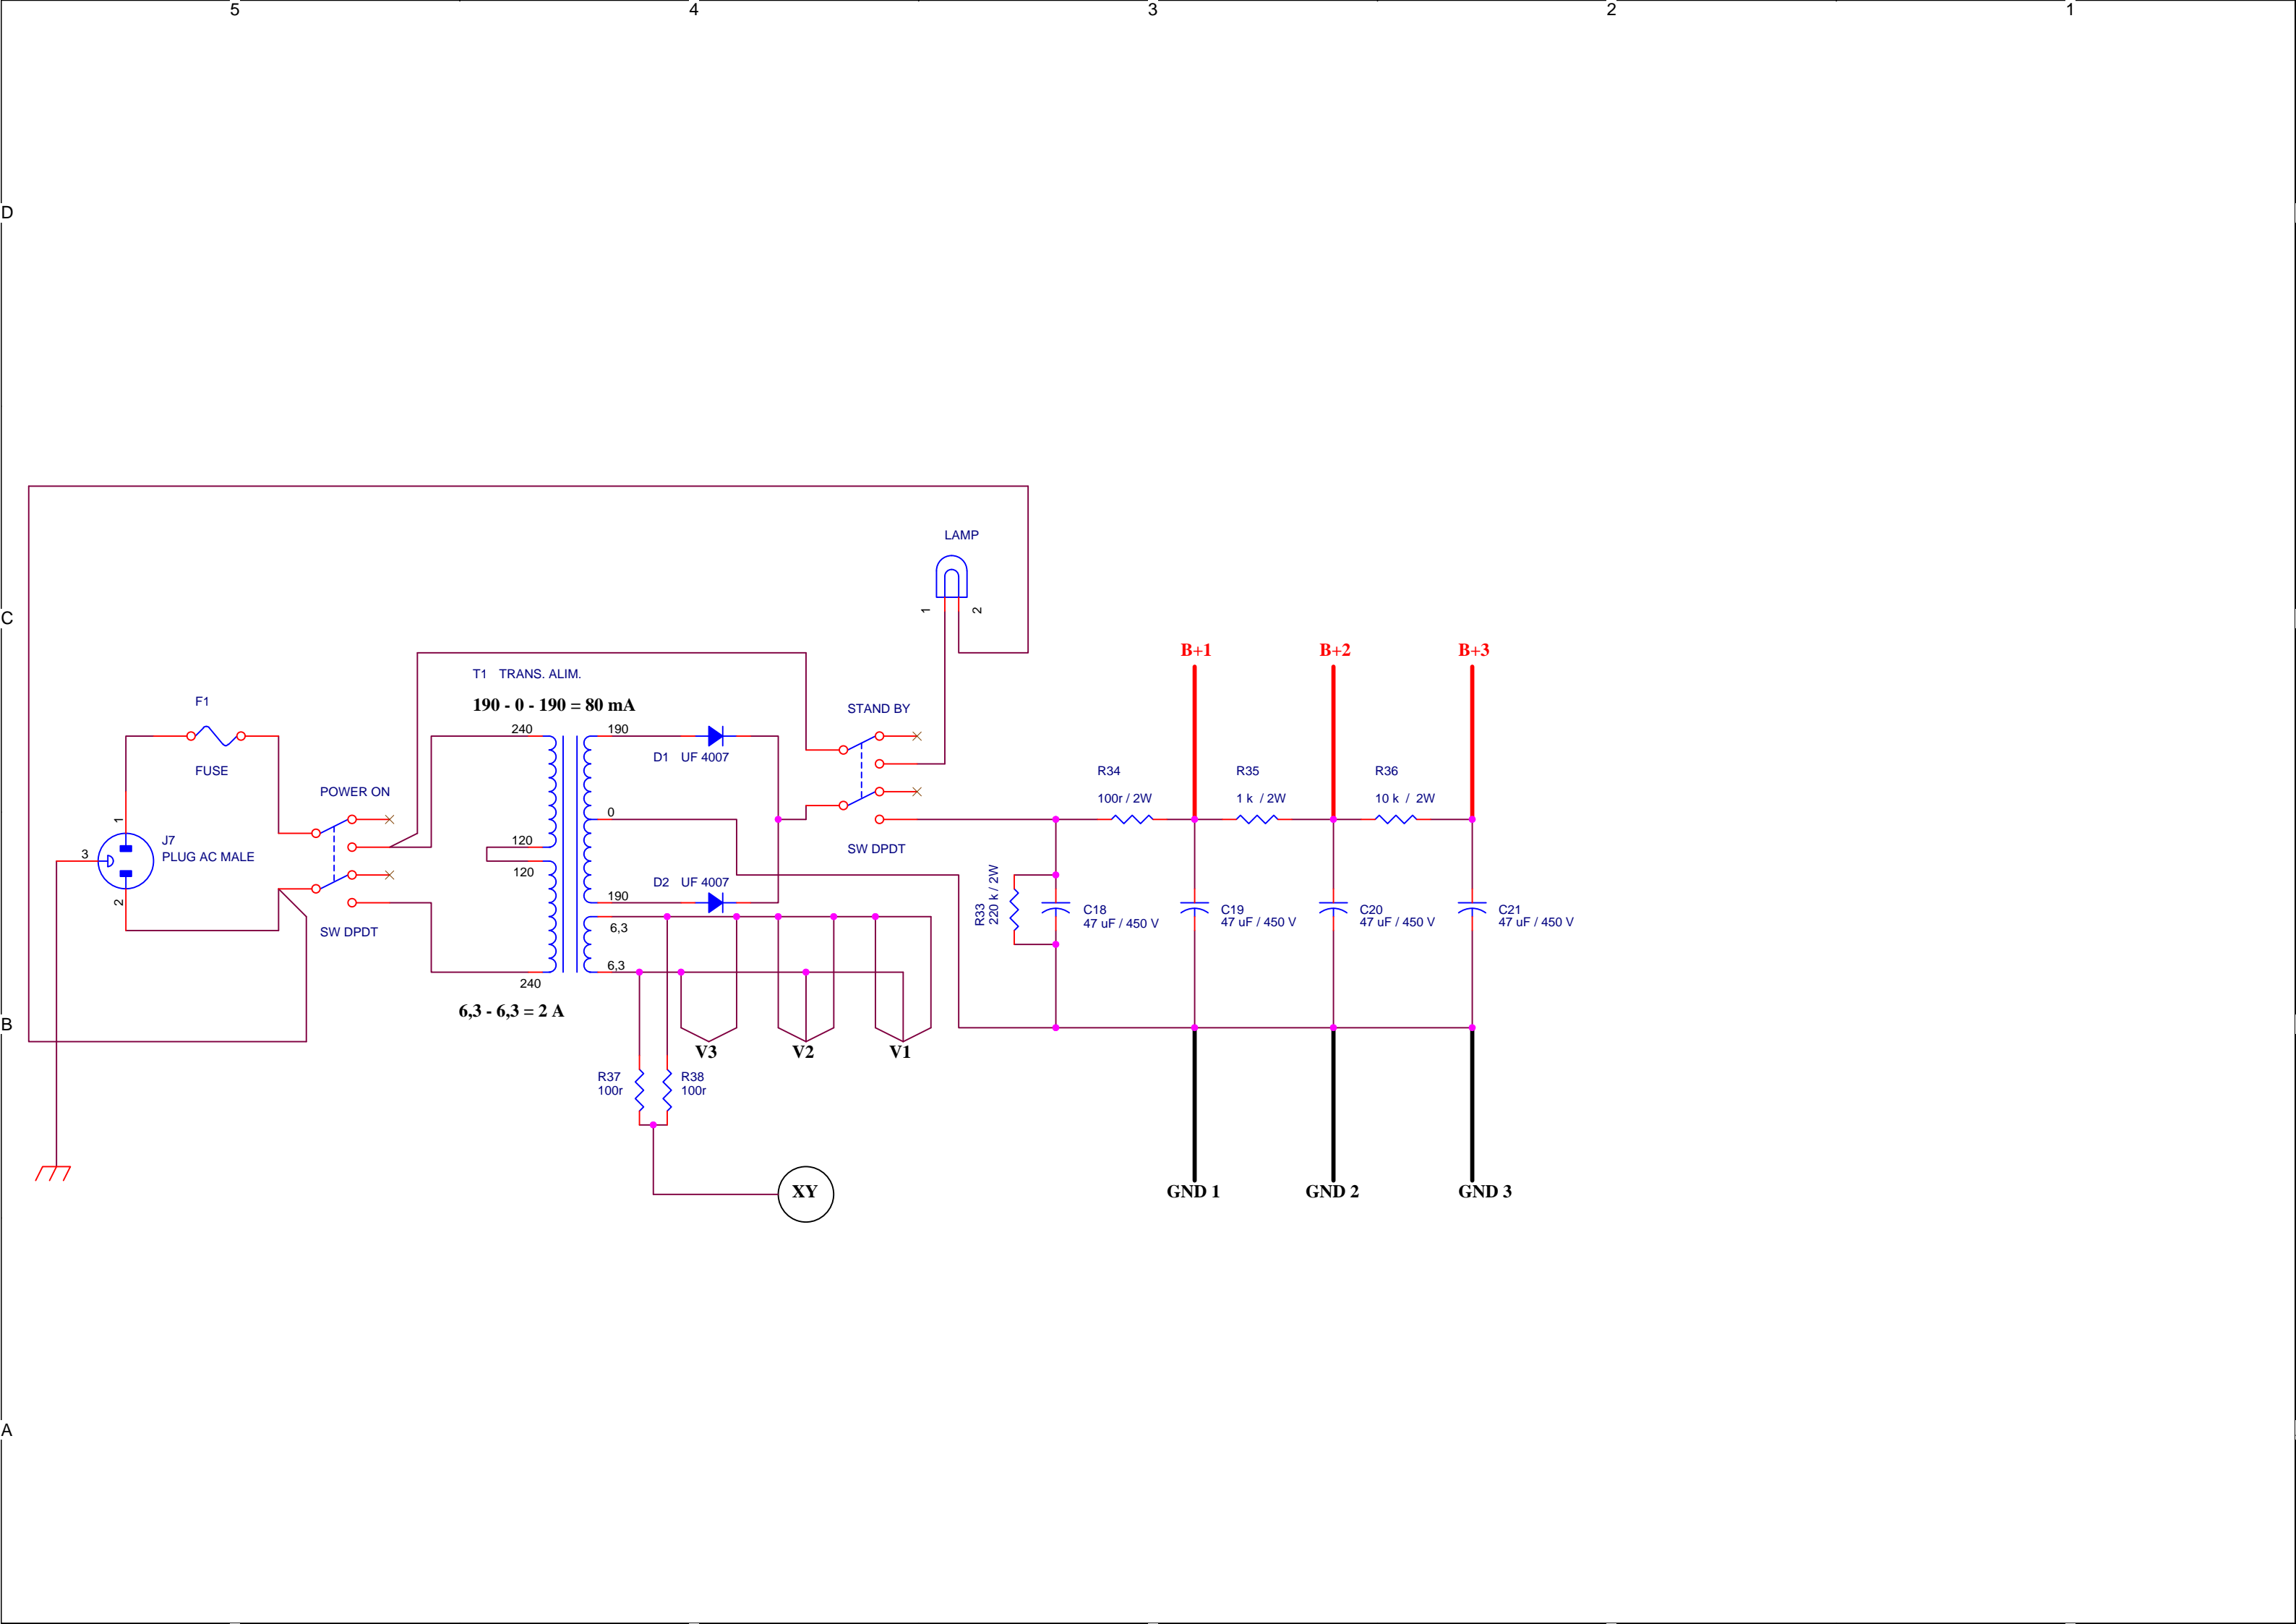 5
4
3
2
1
D
C
B
A
LAMP
1
2
B+1
B+2
B+3
T1 TRANS. ALIM.
190 - 0 - 190 = 80 mA
F1
FUSE
STAND BY
240
190
D1 UF 4007
R34
100r / 2W
R35
1 k / 2W
R36
10 k / 2W
POWER ON
0
120
120
SW DPDT
1
J7
PLUG AC MALE
3
2
D2 UF 4007
190
R33
220 k / 2W
C18
47 uF / 450 V
C19
47 uF / 450 V
C20
47 uF / 450 V
C21
47 uF / 450 V
SW DPDT
6,3
6,3
240
6,3 - 6,3 = 2 A
V3
V2
V1
R37
100r
R38
100r
XY
GND 1
GND 2
GND 3